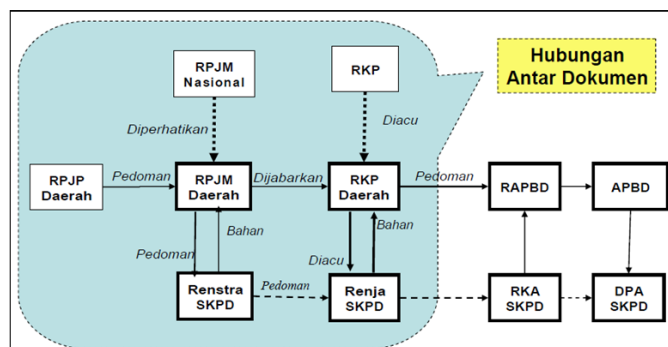 Hubungan
Antar Dokumen
RPJM
Nasional
RKP
Diperhatikan
Diacu
RPJP
Daerah
Pedoman
RPJM
Daerah
Dijabarkan
RKP
Daerah
Pedoman
RAPBD
APBD
Pedoman
Bahan
Diacu
Bahan
Renstra
SKPD
Pedoman
Renja
SKPD
RKA
SKPD
DPA
SKPD